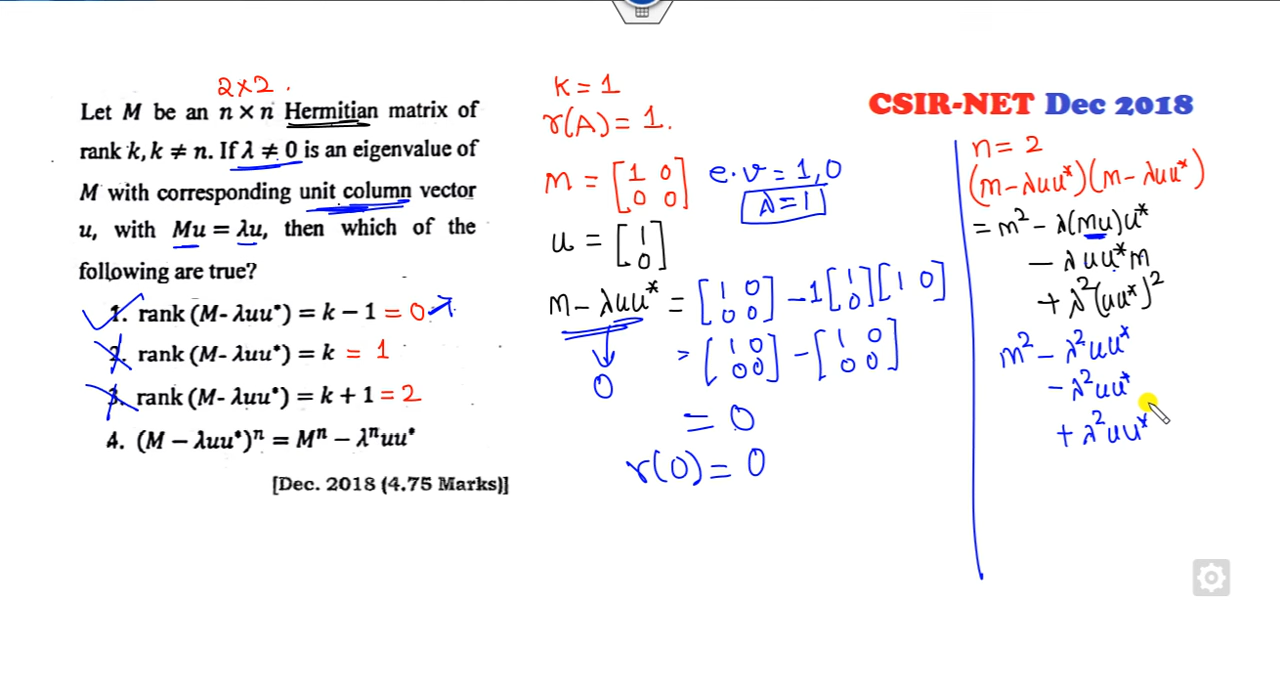 2×2.
Let M be an n × n Hermitian matrix of
rank k, k ≠ n. If λ ≠ 0 is an eigenvalue of
M with corresponding unit column vector
u, with Mu = λu, then which of the
following are true?
1. rank (M- λuu*) = k − 1 = 0
2. rank (M- λuu*) = k = 1
3. rank (M- λuu*) = k + 1 = 2
4. (M − λuu*)ⁿ = Mⁿ − λⁿuu*
[Dec. 2018 (4.75 Marks)]
k = 1
r(A) = 1.
m = [1 0
0 0] e.v = 1,0
λ=1
u = [1
0]
m − λuu* = [1 0
0 0] −1[1
0][1 0]
= [1 0
0 0] − [1 0
0 0]
0
= 0
r(0) = 0
CSIR-NET Dec 2018
n = 2
(m − λuu*)(m − λuu*)
= m² − λ(mu)u*
− λuu*m
+ λ²(uu*)²
m² − λ²uu*
− λ²uu*
+ λ²uu*